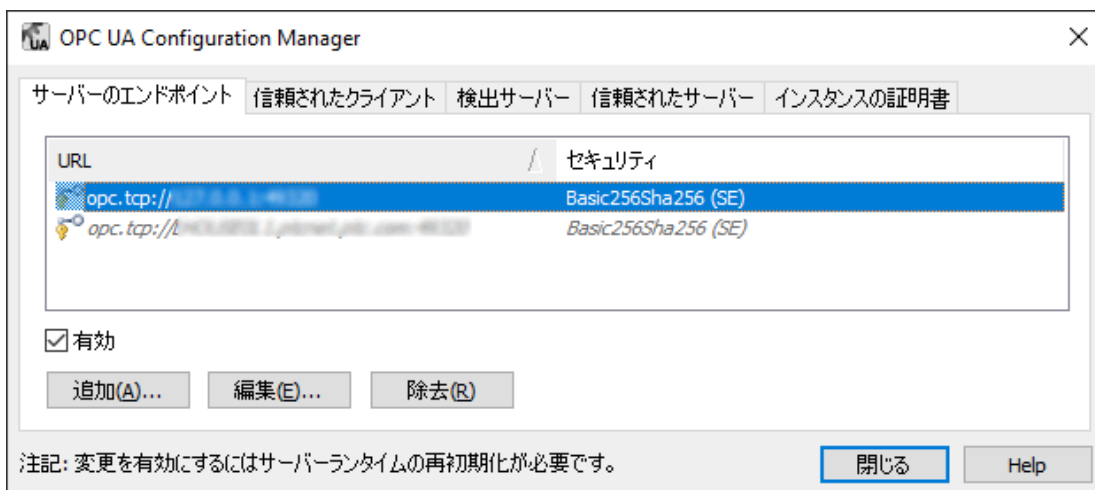 OPC UA Configuration Manager
サーバーのエンドポイント 信頼されたクライアント 検出サーバー 信頼されたサーバー インスタンスの証明書
URL セキュリティ
opc.tcp:// Basic256Sha256 (SE)
opc.tcp:// Basic256Sha256 (SE)
有効
追加(A)... 編集(E)... 除去(R)
注記: 変更を有効にするにはサーバーランタイムの再初期化が必要です。 閉じる Help